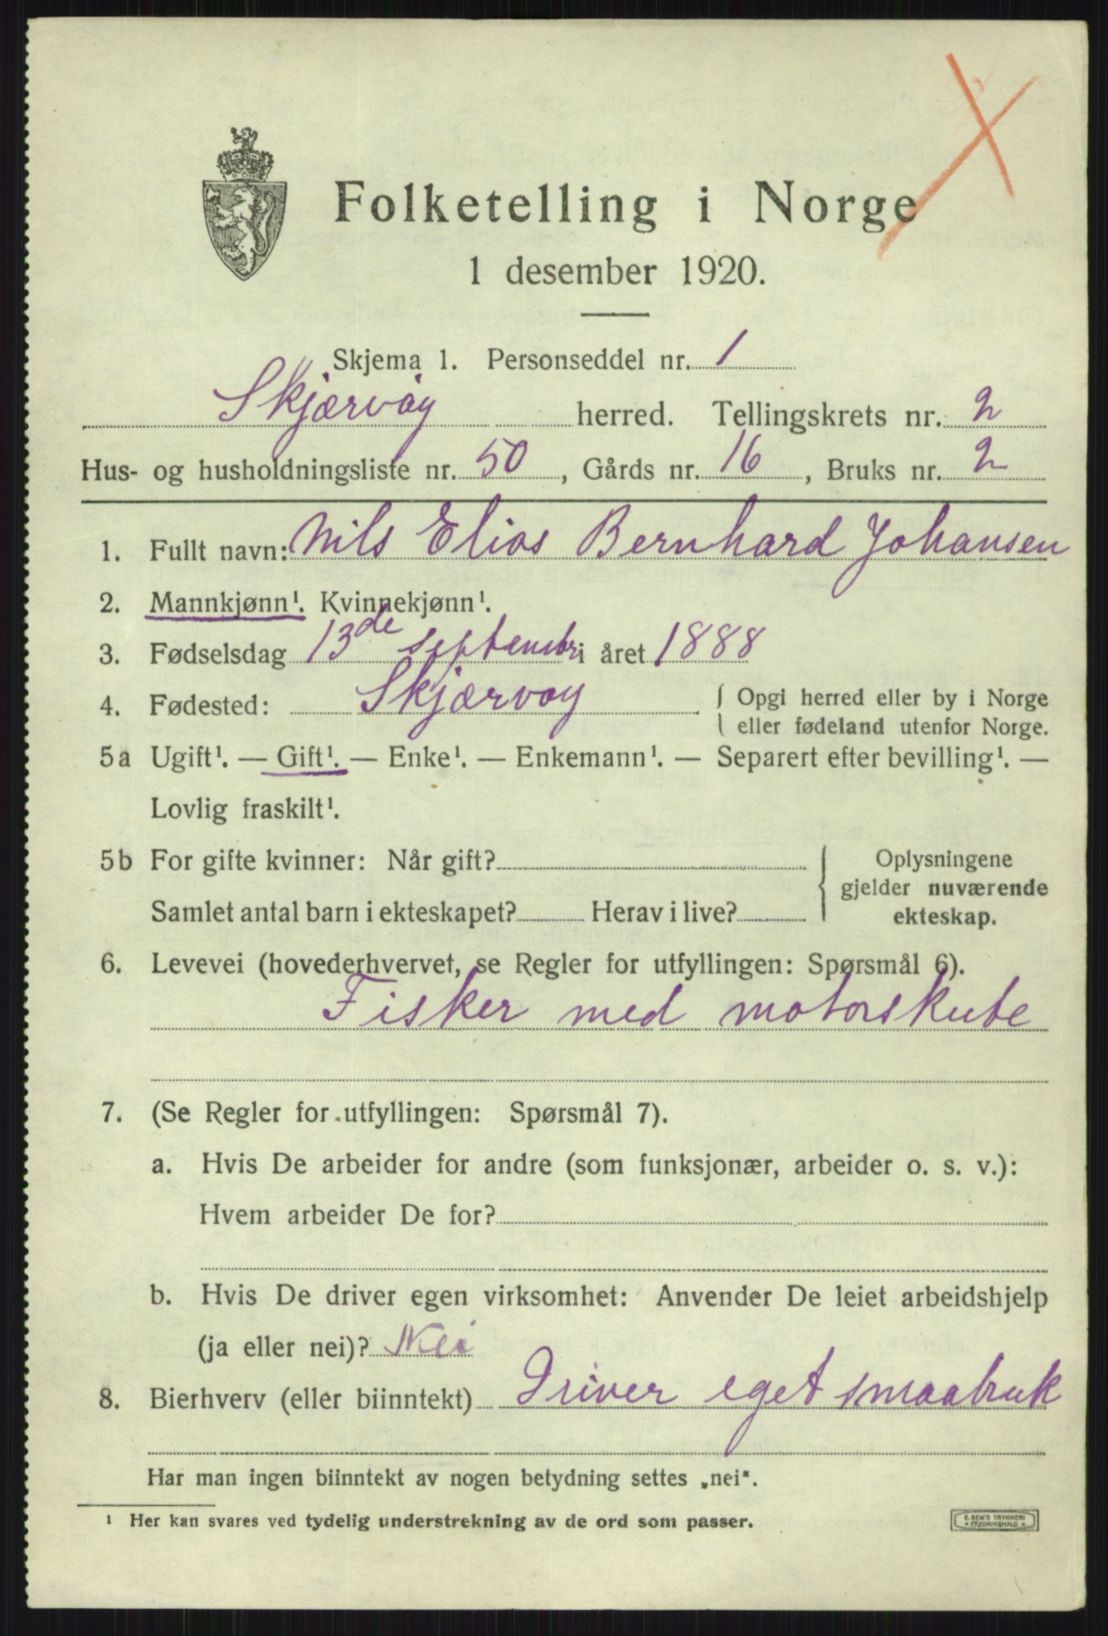 Folketelling i Norge
1 desember 1920.
Skjema 1. Personseddel nr. 1
Skjærvøy herred. Tellingskrets nr. 2
Hus- og husholdningsliste nr. 50, Gårds nr. 16, Bruks nr. 2
1. Fullt navn: Nils Elias Bernhard Johansen
2. Mannkjønn¹. Kvinnekjønn¹.
3. Fødselsdag 13de septembr i året 1888
4. Fødested: Skjærvøy { Opgi herred eller by i Norge
eller fødeland utenfor Norge.
5a Ugift¹. — Gift¹. — Enke¹. — Enkemann¹. — Separert efter bevilling¹. —
Lovlig fraskilt¹.
5b For gifte kvinner: Når gift?
Samlet antal barn i ekteskapet? Herav i live?
{ Oplysningene
gjelder nuværende
ekteskap.
6. Levevei (hovederhvervet, se Regler for utfyllingen: Spørsmål 6).
Fisker med motorskute
7. (Se Regler for utfyllingen: Spørsmål 7).
a. Hvis De arbeider for andre (som funksjonær, arbeider o. s. v.):
Hvem arbeider De for?
b. Hvis De driver egen virksomhet: Anvender De leiet arbeidshjelp
(ja eller nei)? Nei
8. Bierhverv (eller biinntekt) Driver eget smaabruk
Har man ingen biinntekt av nogen betydning settes „nei“.
¹ Her kan svares ved tydelig understrekning av de ord som passer.